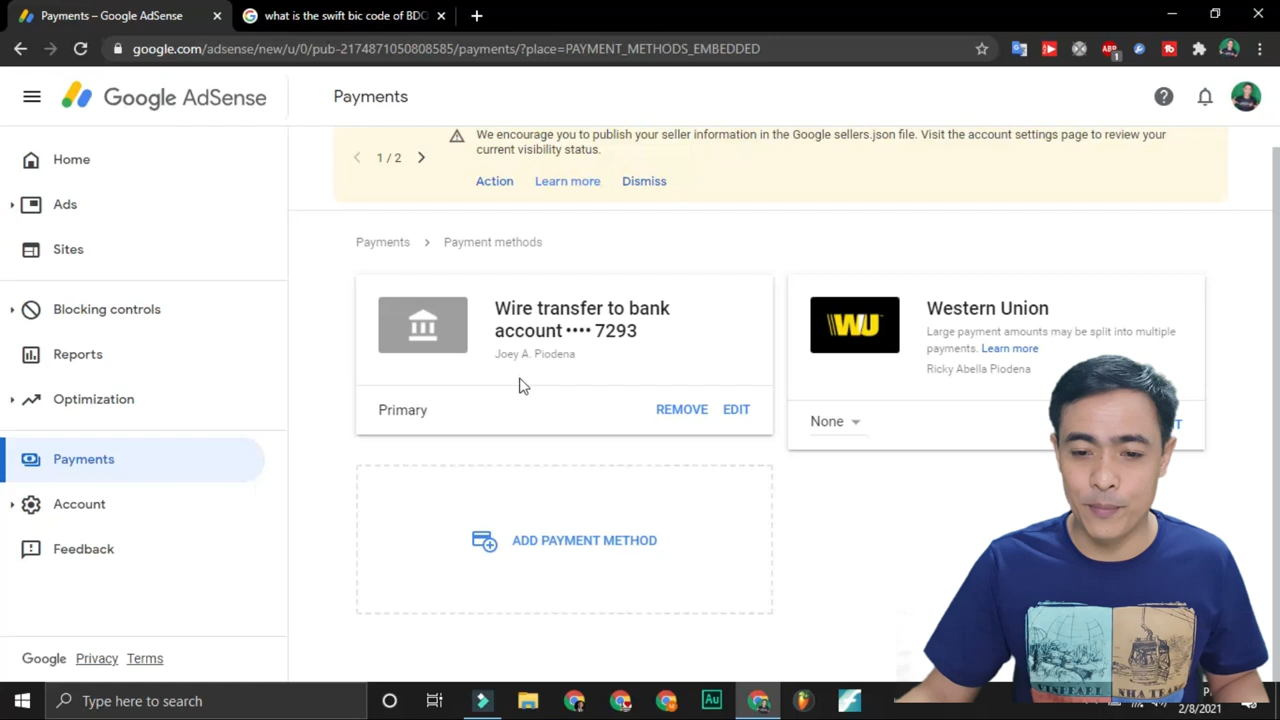 Payments – Google AdSense
what is the swift bic code of BDO
google.com/adsense/new/u/0/pub-2174871050808585/payments/?place=PAYMENT_METHODS_EMBEDDED
Google AdSense
Payments
Home
Ads
Sites
Blocking controls
Reports
Optimization
Payments
Account
Feedback
Google Privacy Terms
1 / 2
We encourage you to publish your seller information in the Google sellers.json file. Visit the account settings page to review your
current visibility status.
Action Learn more Dismiss
Payments > Payment methods
Wire transfer to bank
account •••• 7293
Joey A. Piodena
Primary
REMOVE EDIT
WU
Western Union
Large payment amounts may be split into multiple
payments. Learn more
Ricky Abella Piodena
None
ADD PAYMENT METHOD
VINPEARL NHA TRANG
Type here to search
Au
2/8/2021